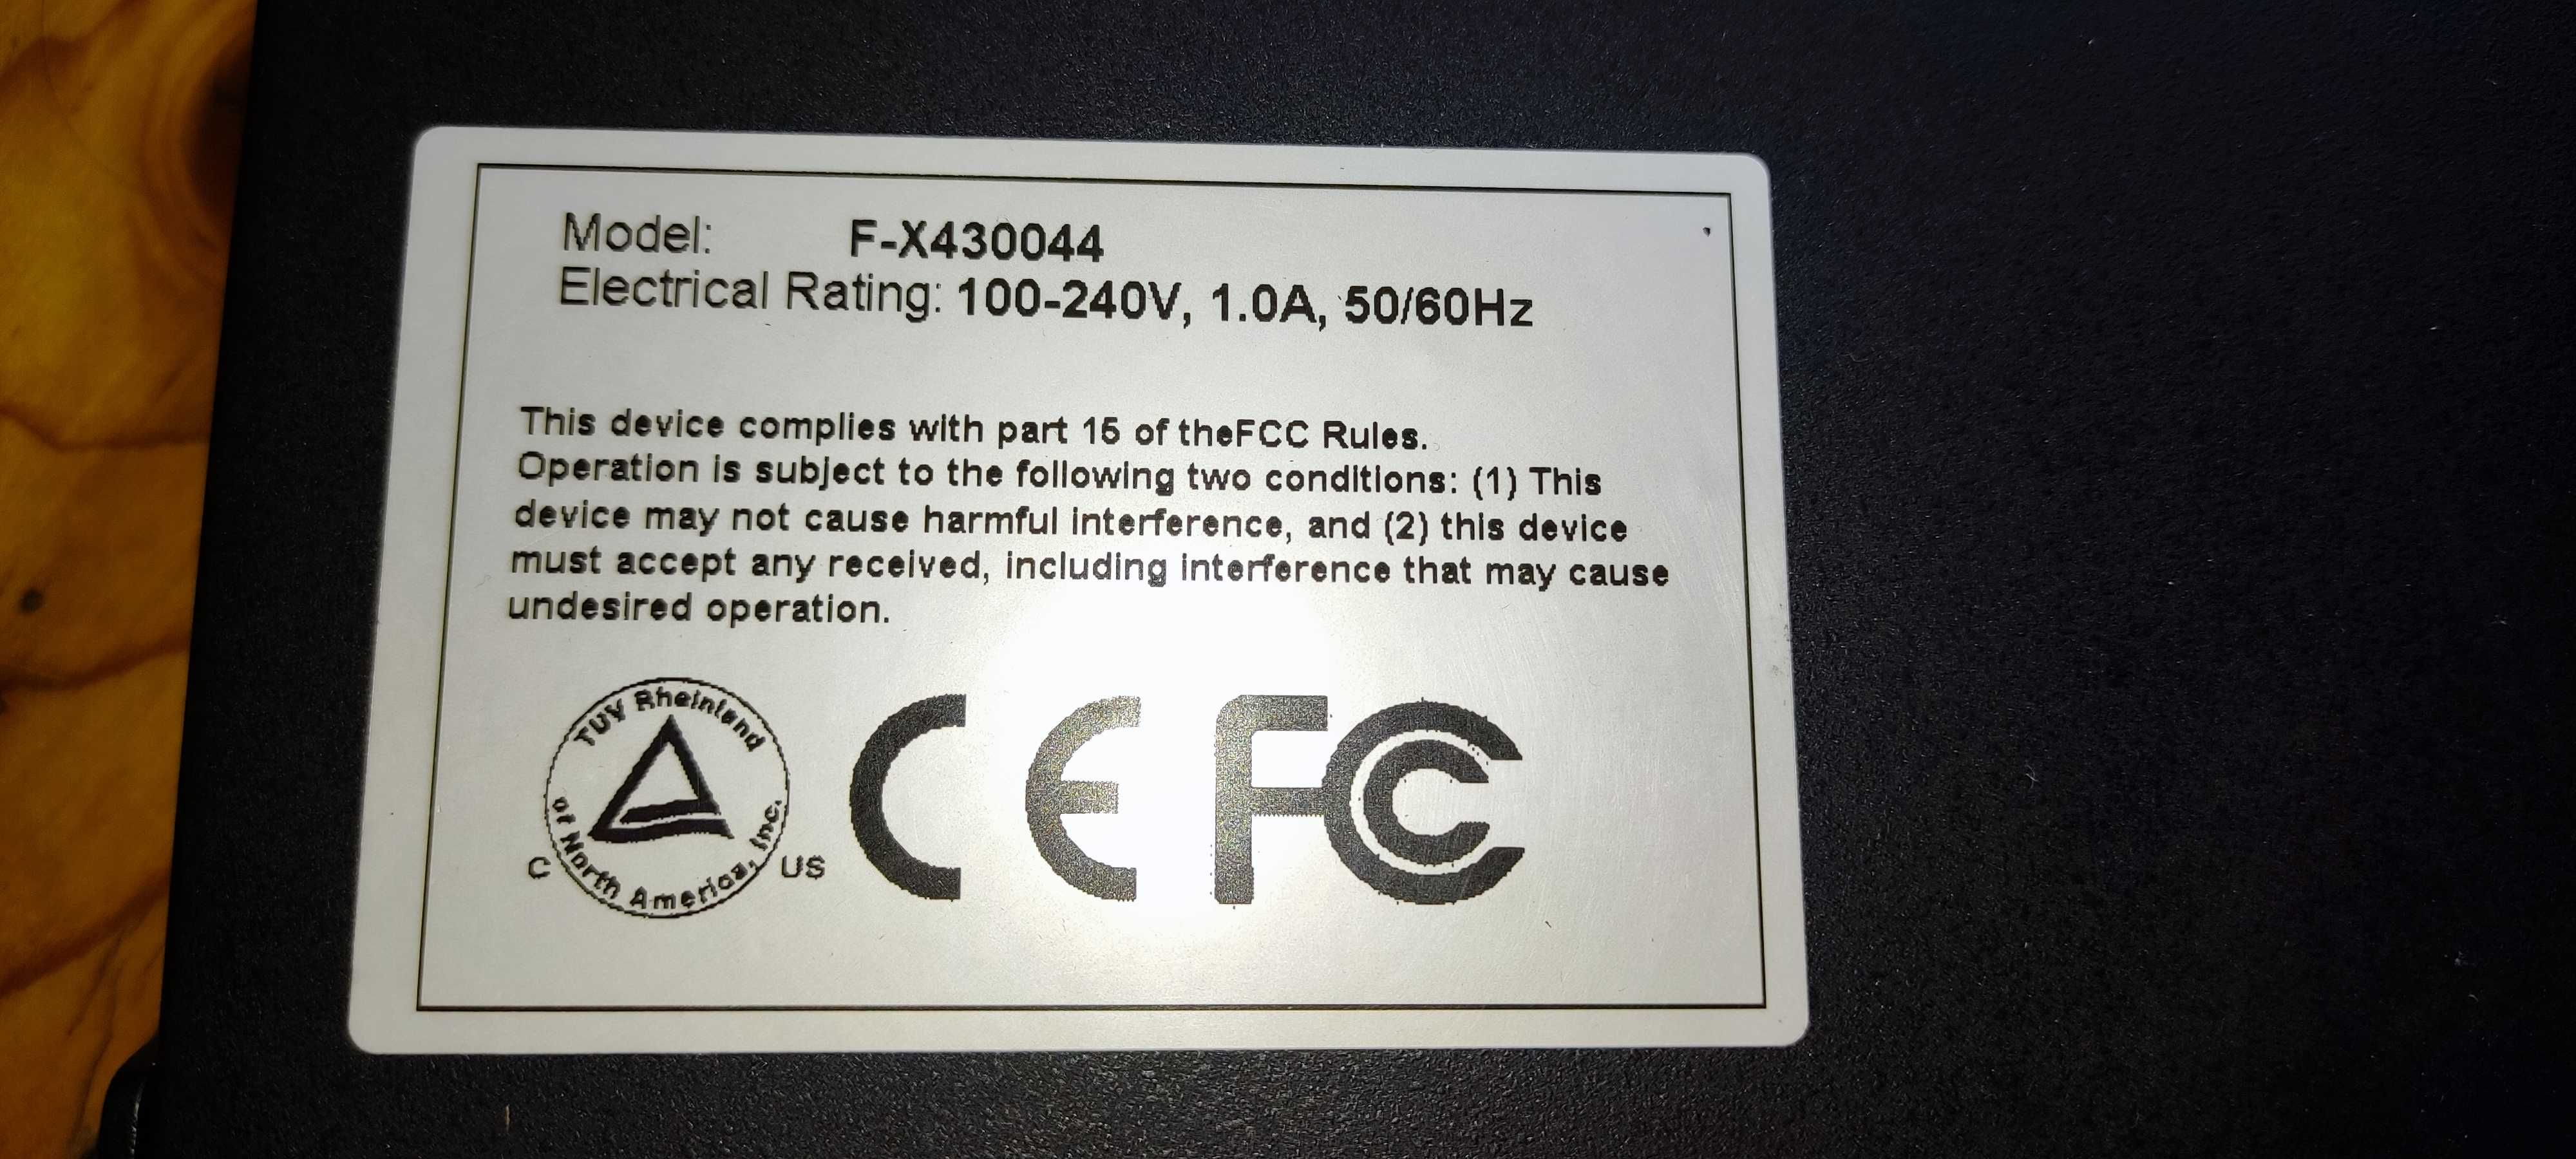 Model: F-X430044
Electrical Rating: 100-240V, 1.0A, 50/60Hz
This device complies with part 15 of theFCC Rules.
Operation is subject to the following two conditions: (1) This
device may not cause harmful interference, and (2) this device
must accept any received, including interference that may cause
undesired operation.
TUV Rheinland
of North America, Inc.
C US
CE FC